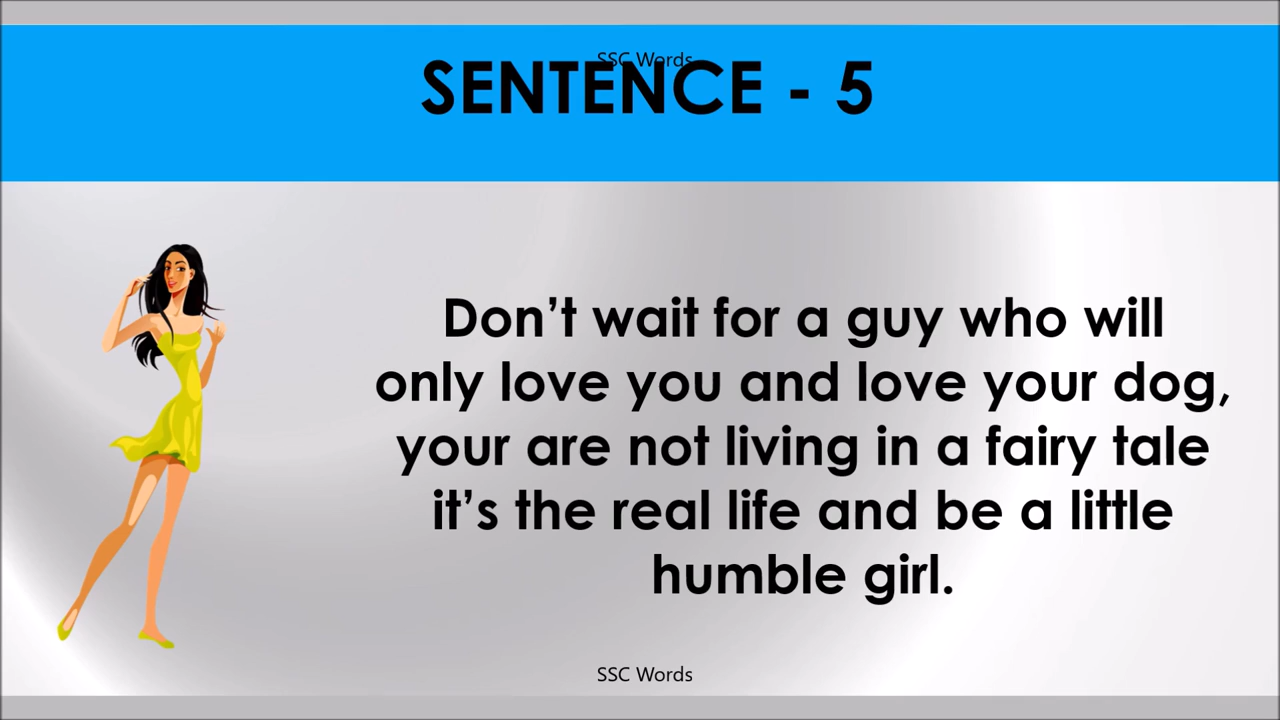 SSC Words
SENTENCE - 5
Don’t wait for a guy who will
only love you and love your dog,
your are not living in a fairy tale
it’s the real life and be a little
humble girl.
SSC Words